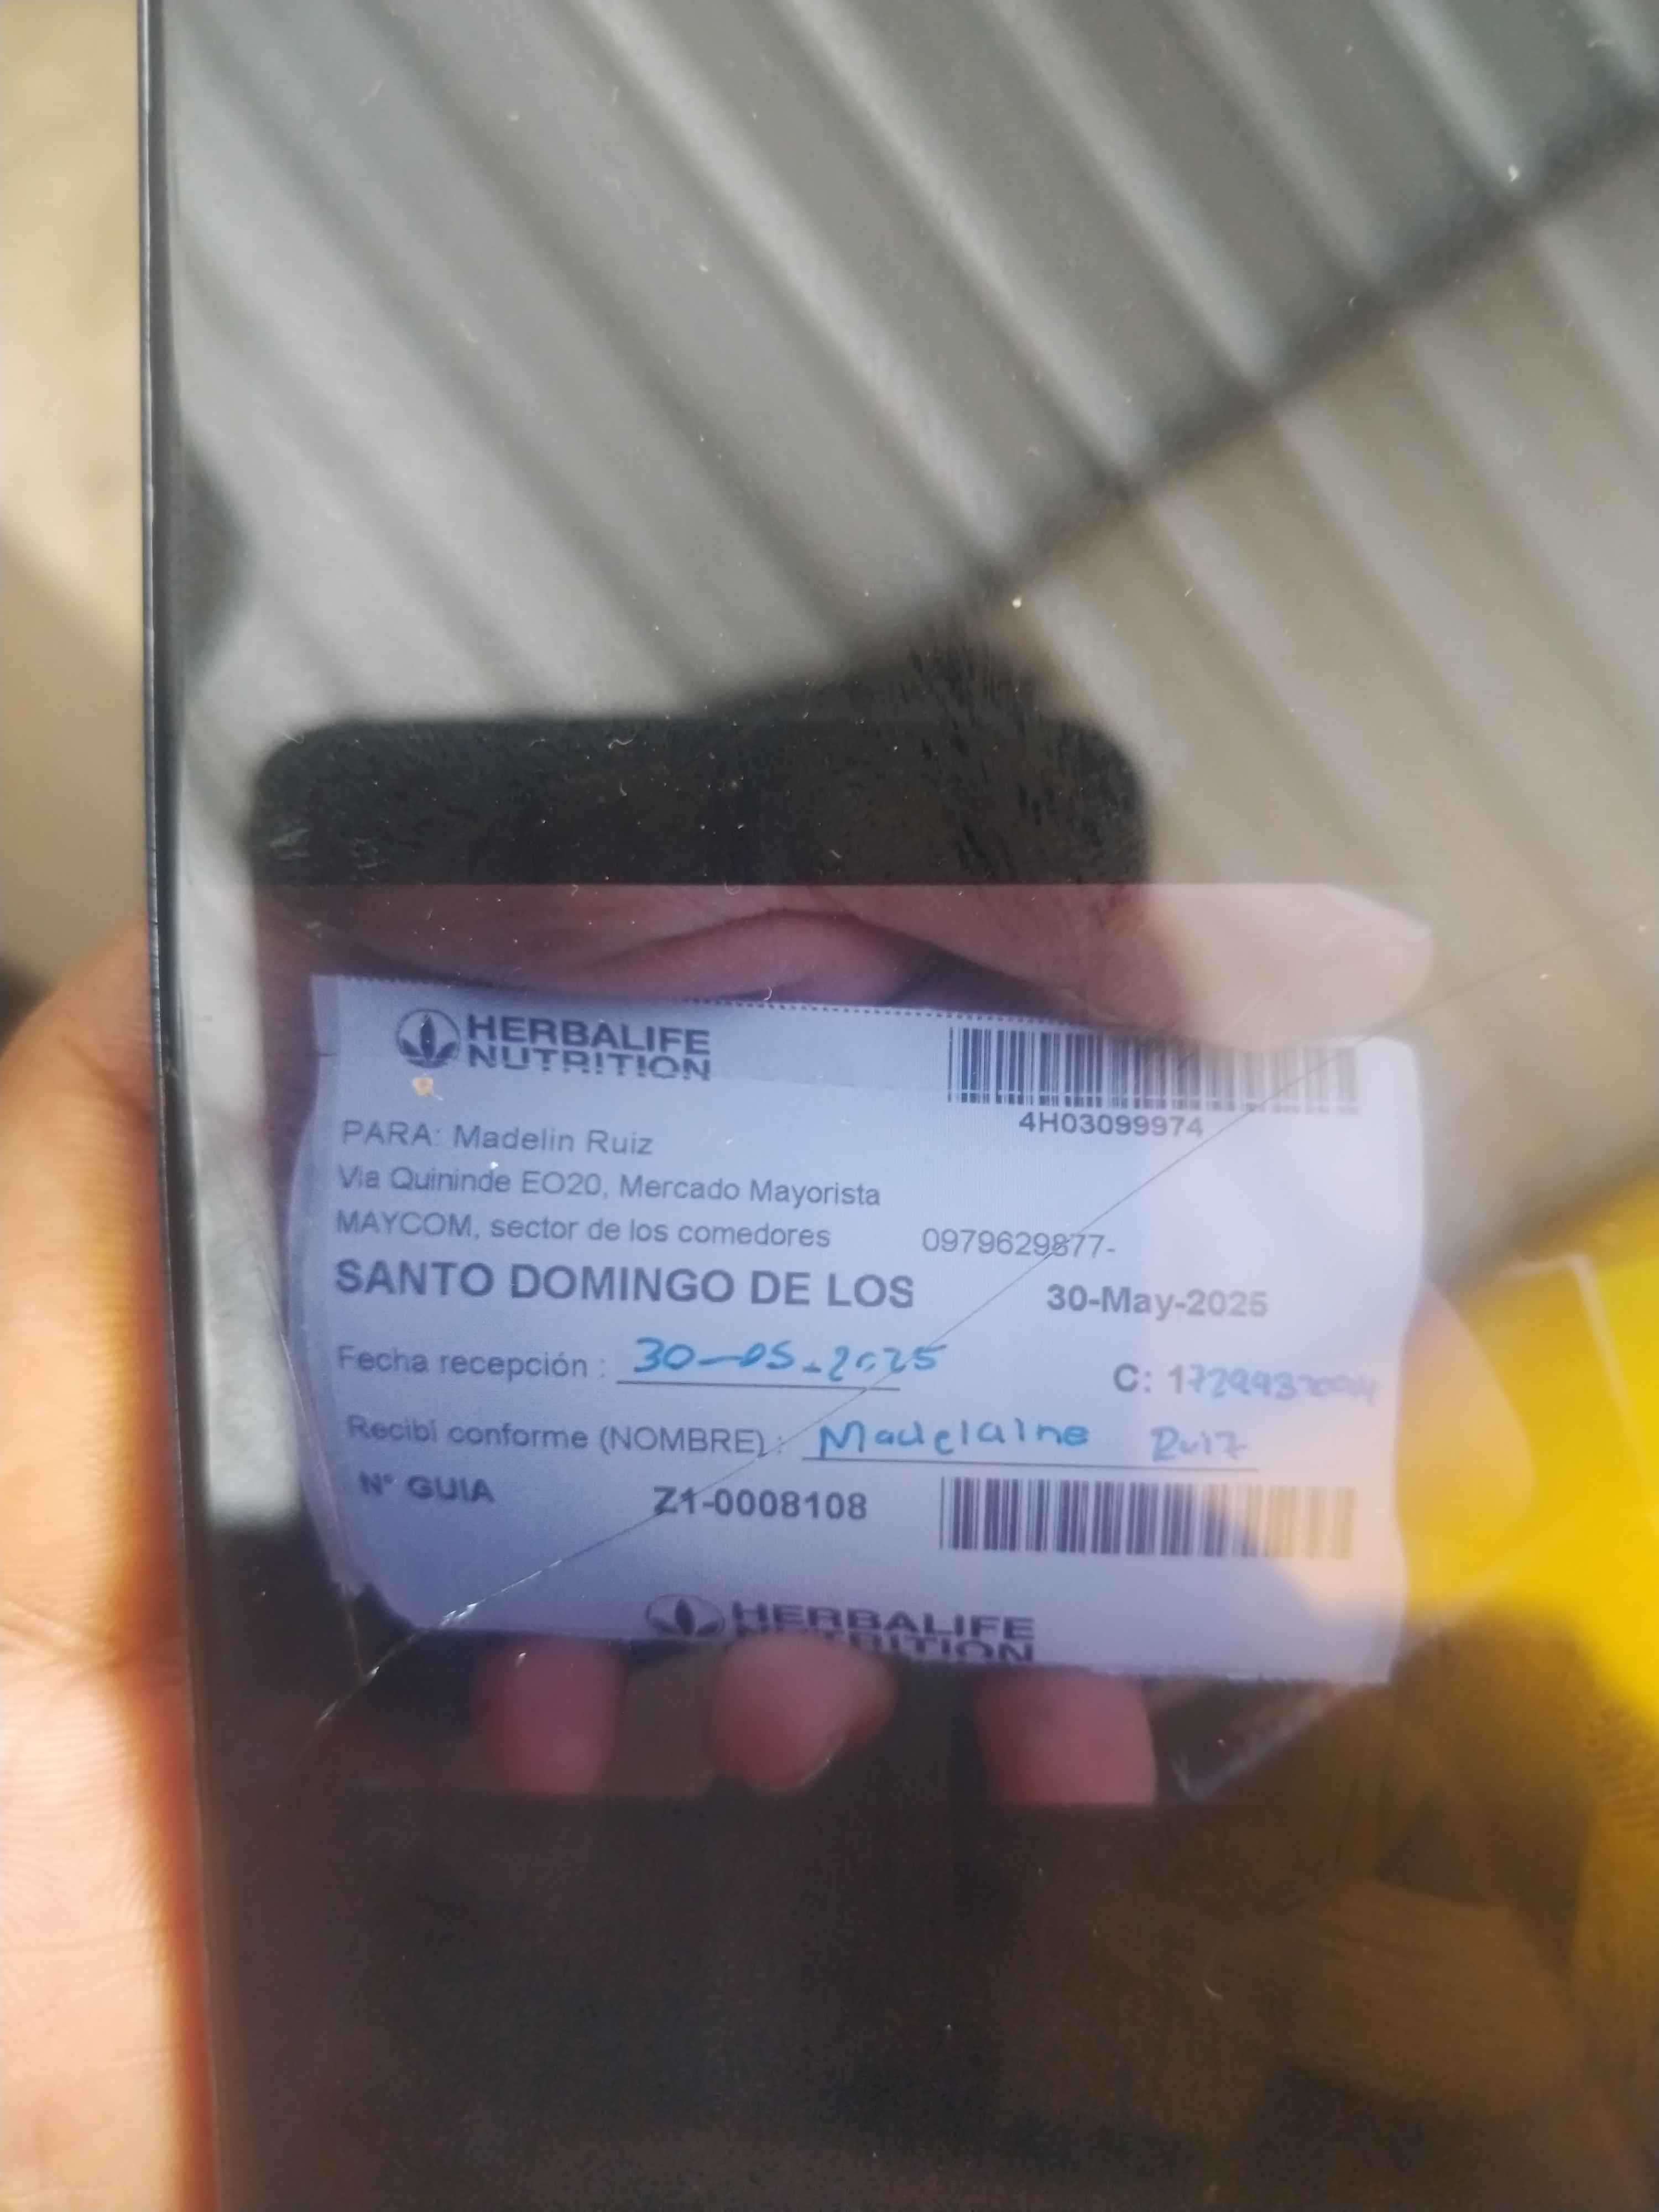 HERBALIFE
NUTRITION
4H03099974
PARA: Madelin Ruiz
Via Quininde EO20, Mercado Mayorista
MAYCOM, sector de los comedores 0979629877-
SANTO DOMINGO DE LOS 30-May-2025
Fecha recepción : 30-05-2025
C:
Recibí conforme (NOMBRE) : Madelaine Ruiz
N° GUIA Z1-0008108
HERBALIFE
NUTRITION